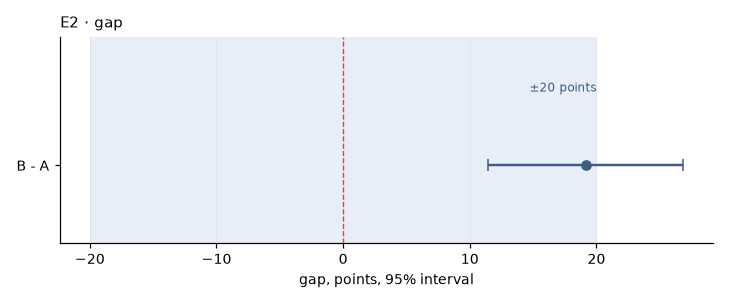 E2 · gap
±20 points
B - A
−20
−10
0
10
20
gap, points, 95% interval